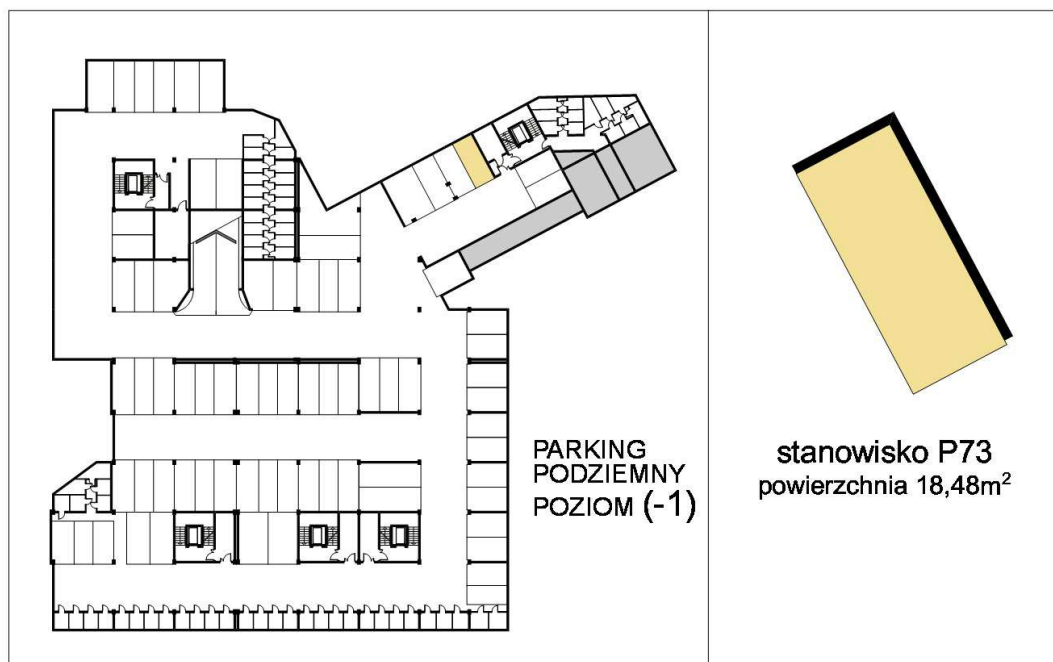 PARKING
PODZIEMNY
POZIOM (-1)
stanowisko P73
powierzchnia 18,48m²